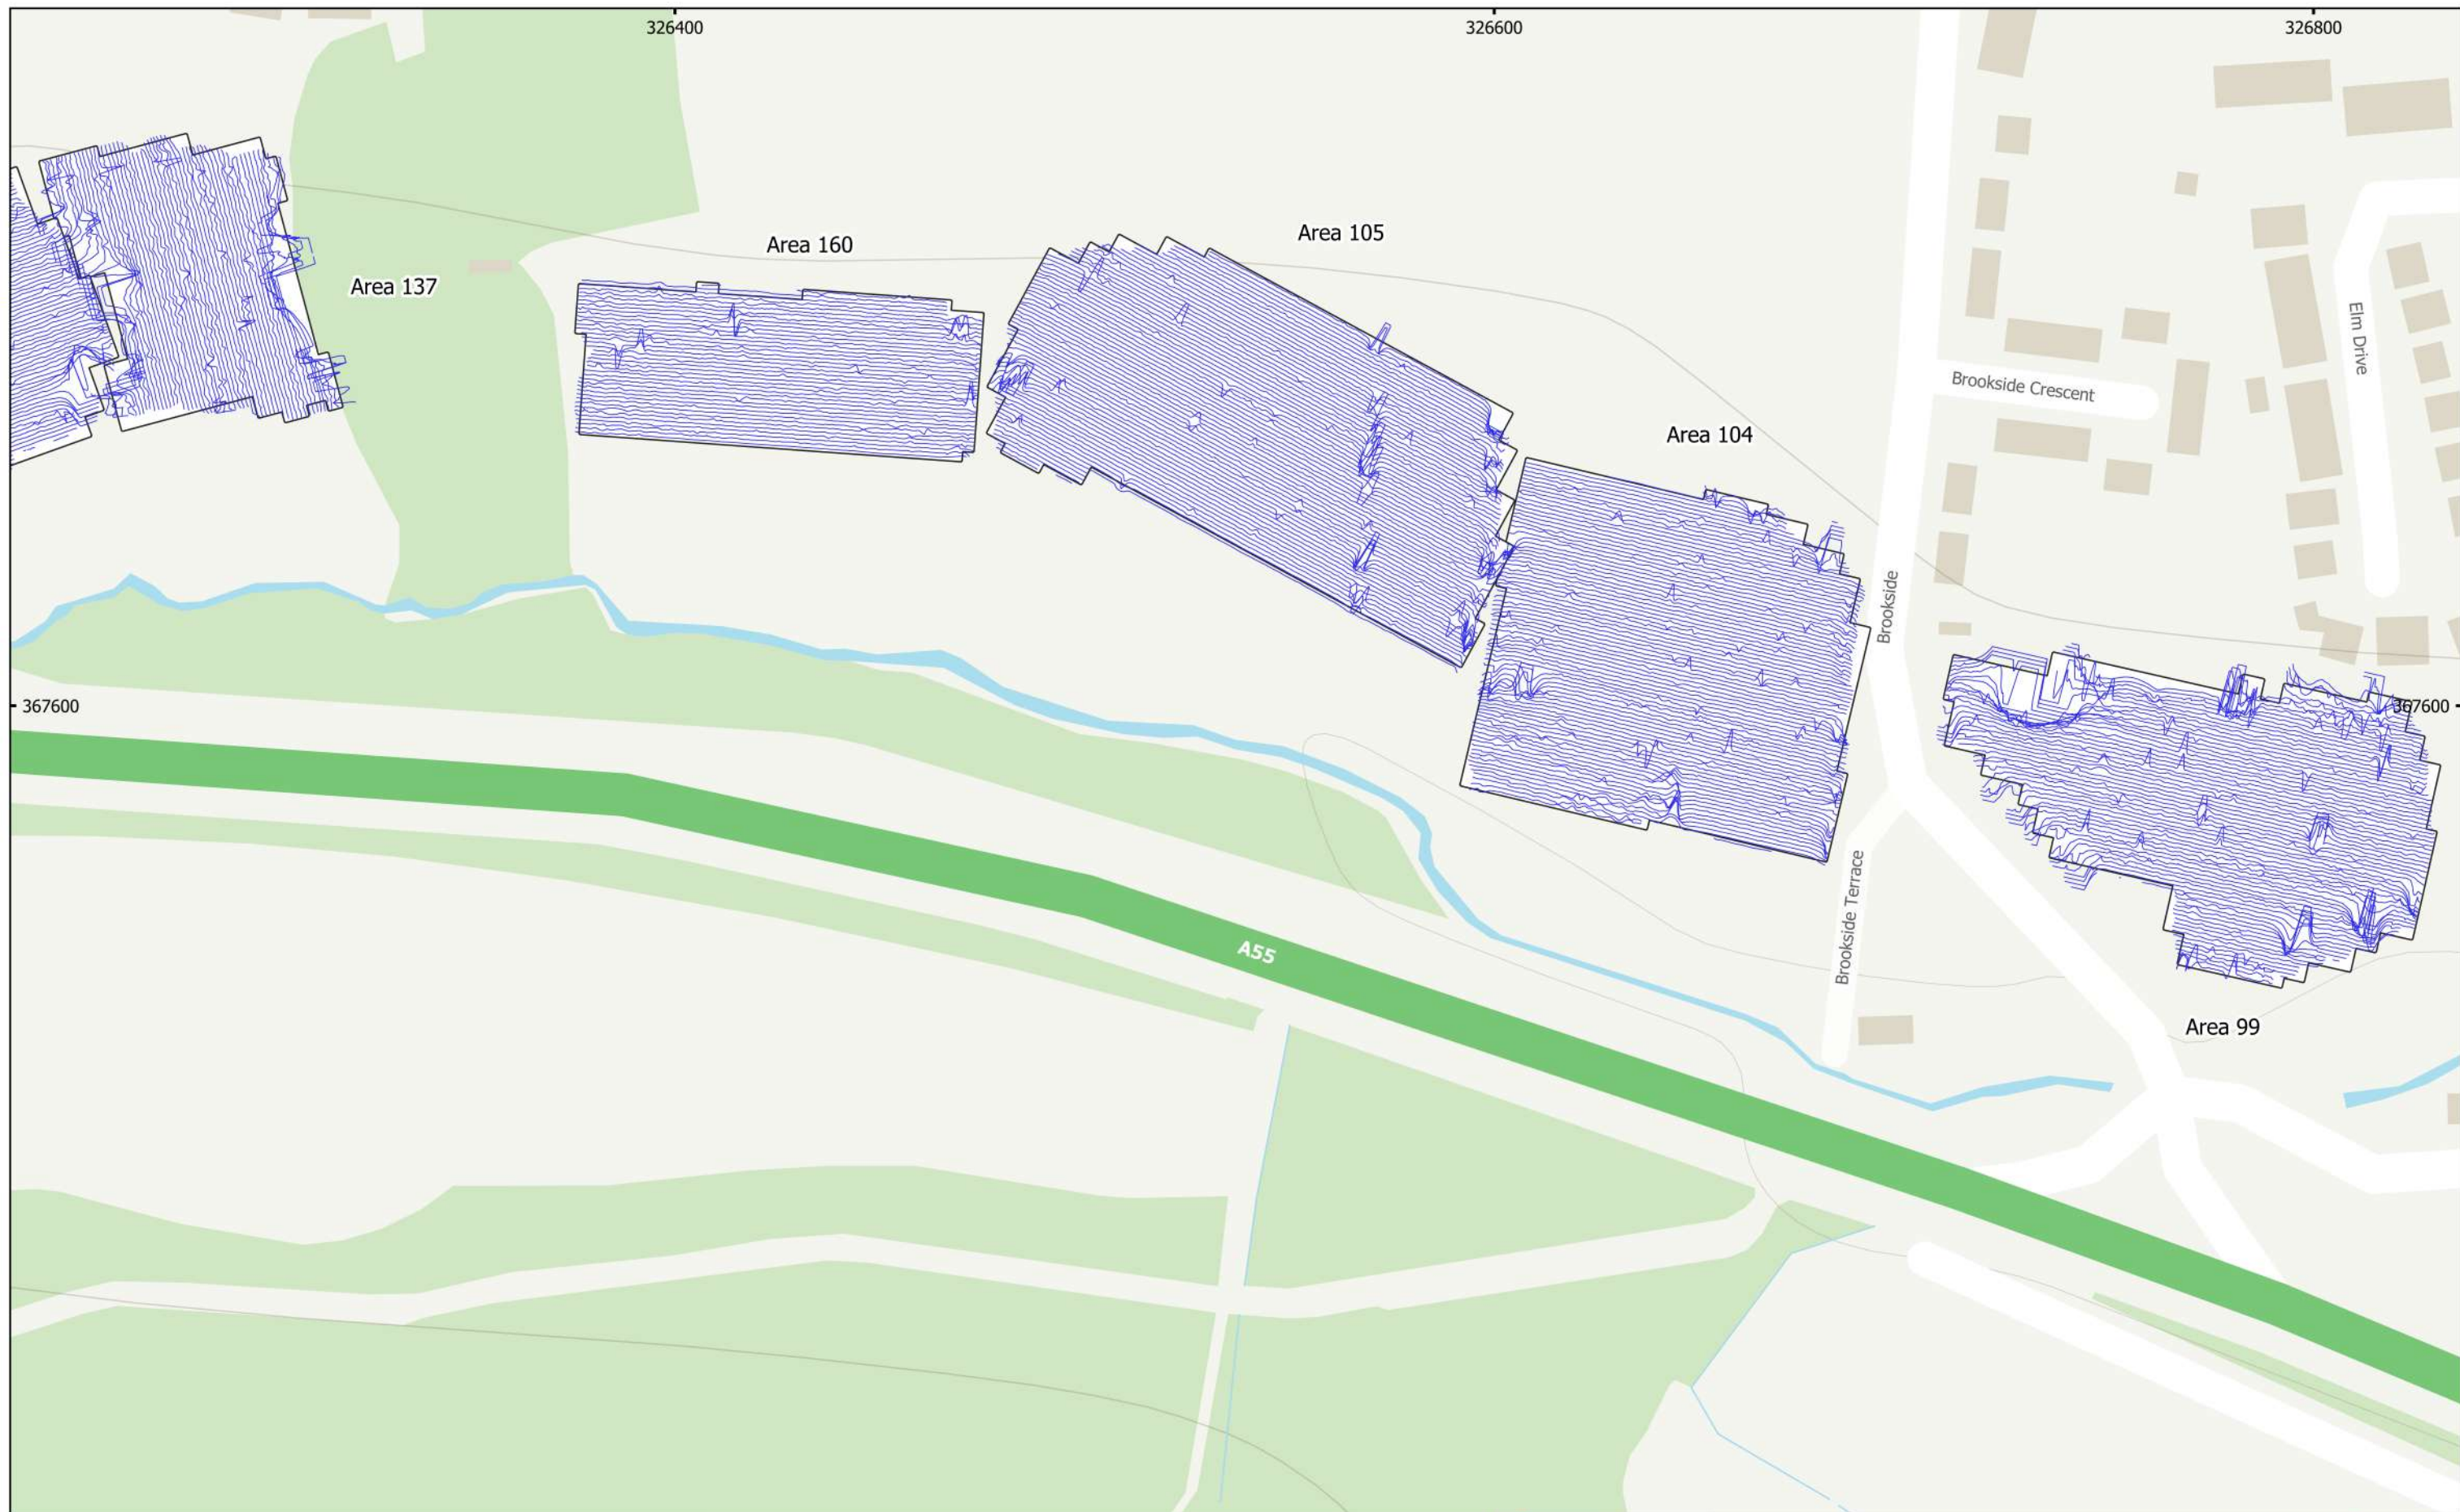 326400
326600
326800
Area 105
Area 160
Area 137
Elm Drive
Brookside Crescent
Area 104
Brookside
367600
367600
Brookside Terrace
A55
Area 99